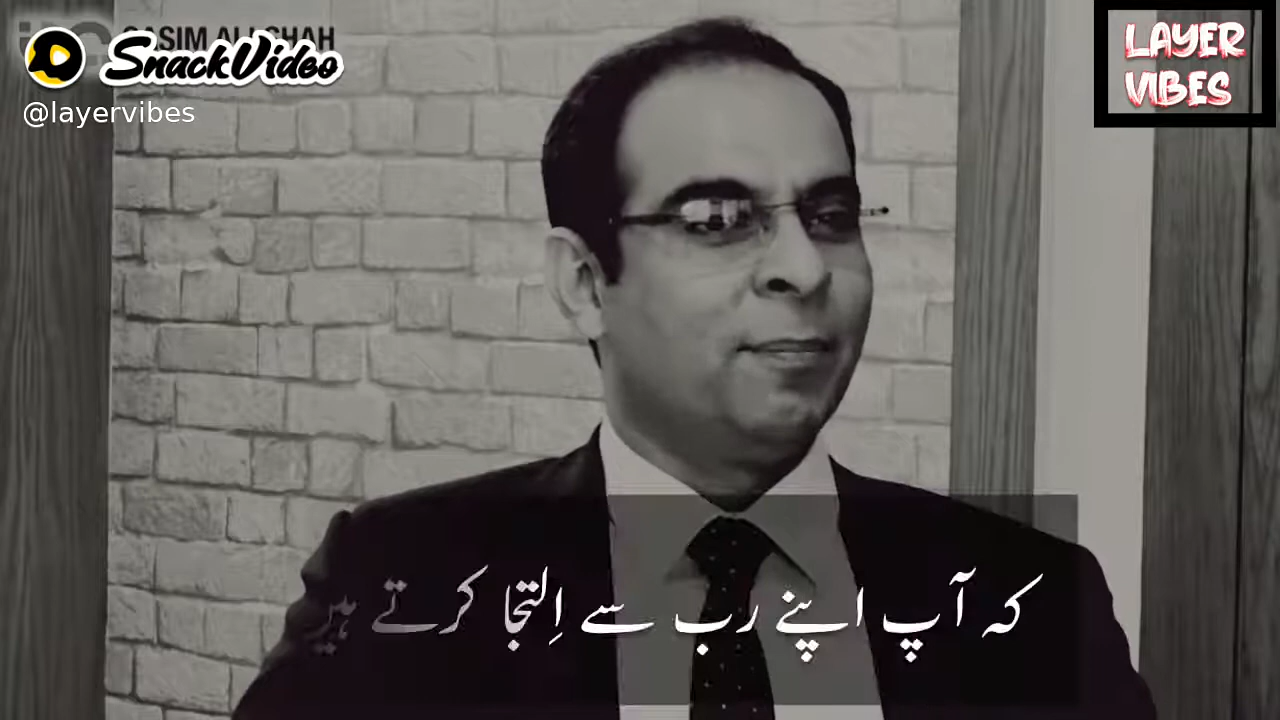 QASIM ALI SHAH
SnackVideo
@layervibes
LAYER
VIBES
کہ آپ اپنے رب سے اِلتجا کرتے ہیں